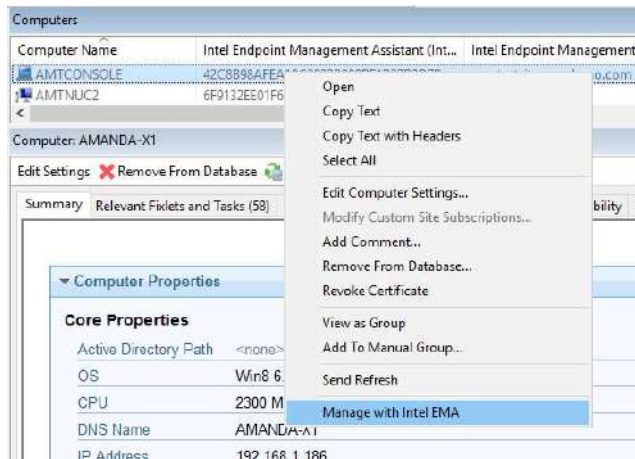 Computers
Computer Name Intel Endpoint Management Assistant (Int... Intel Endpoint Management
AMTCONSOLE o.com
AMTNUC2 6F9132EE01F6
Computer: AMANDA-X1
Edit Settings Remove From Database
Summary Relevant Fixlets and Tasks (58) bility
Open
Copy Text
Copy Text with Headers
Select All
Edit Computer Settings...
Modify Custom Site Subscriptions...
Add Comment...
Remove From Database...
Revoke Certificate
View as Group
Add To Manual Group...
Send Refresh
Manage with Intel EMA
Computer Properties
Core Properties
Active Directory Path <none>
OS Win8 6.
CPU 2300 M
DNS Name AMANDA-X1
IP Address 192.168.1.186